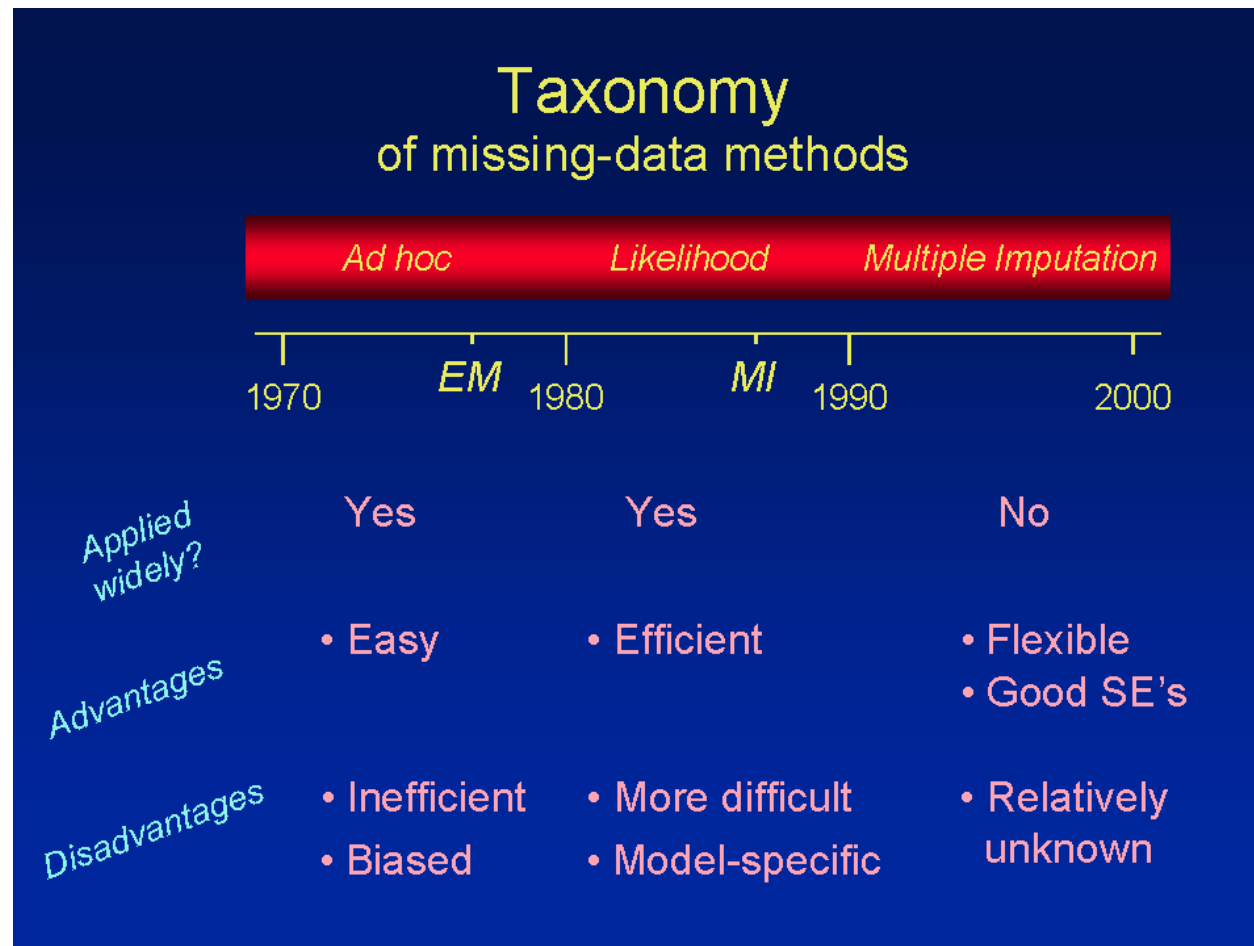 Taxonomy
of missing-data methods
Ad hoc Likelihood Multiple Imputation
EM MI
1970 1980 1990 2000
Applied
widely?
Yes Yes No
Advantages
• Easy • Efficient • Flexible
• Good SE’s
Disadvantages
• Inefficient • More difficult • Relatively
unknown
• Biased • Model-specific